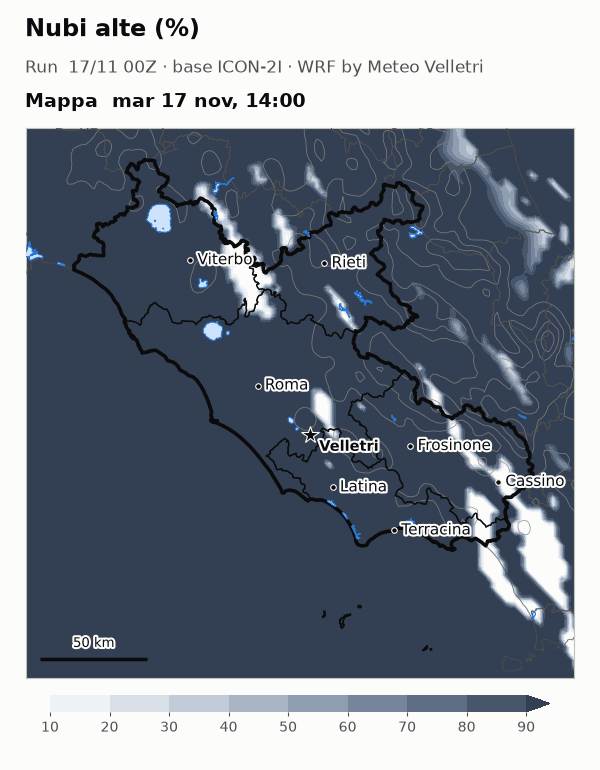 Nubi alte (%)
Run 17/11 00Z · base ICON-2I · WRF by Meteo Velletri
Mappa mar 17 nov, 14:00
Viterbo
Rieti
Roma
Velletri
Frosinone
Cassino
Latina
Terracina
50 km
10 20 30 40 50 60 70 80 90